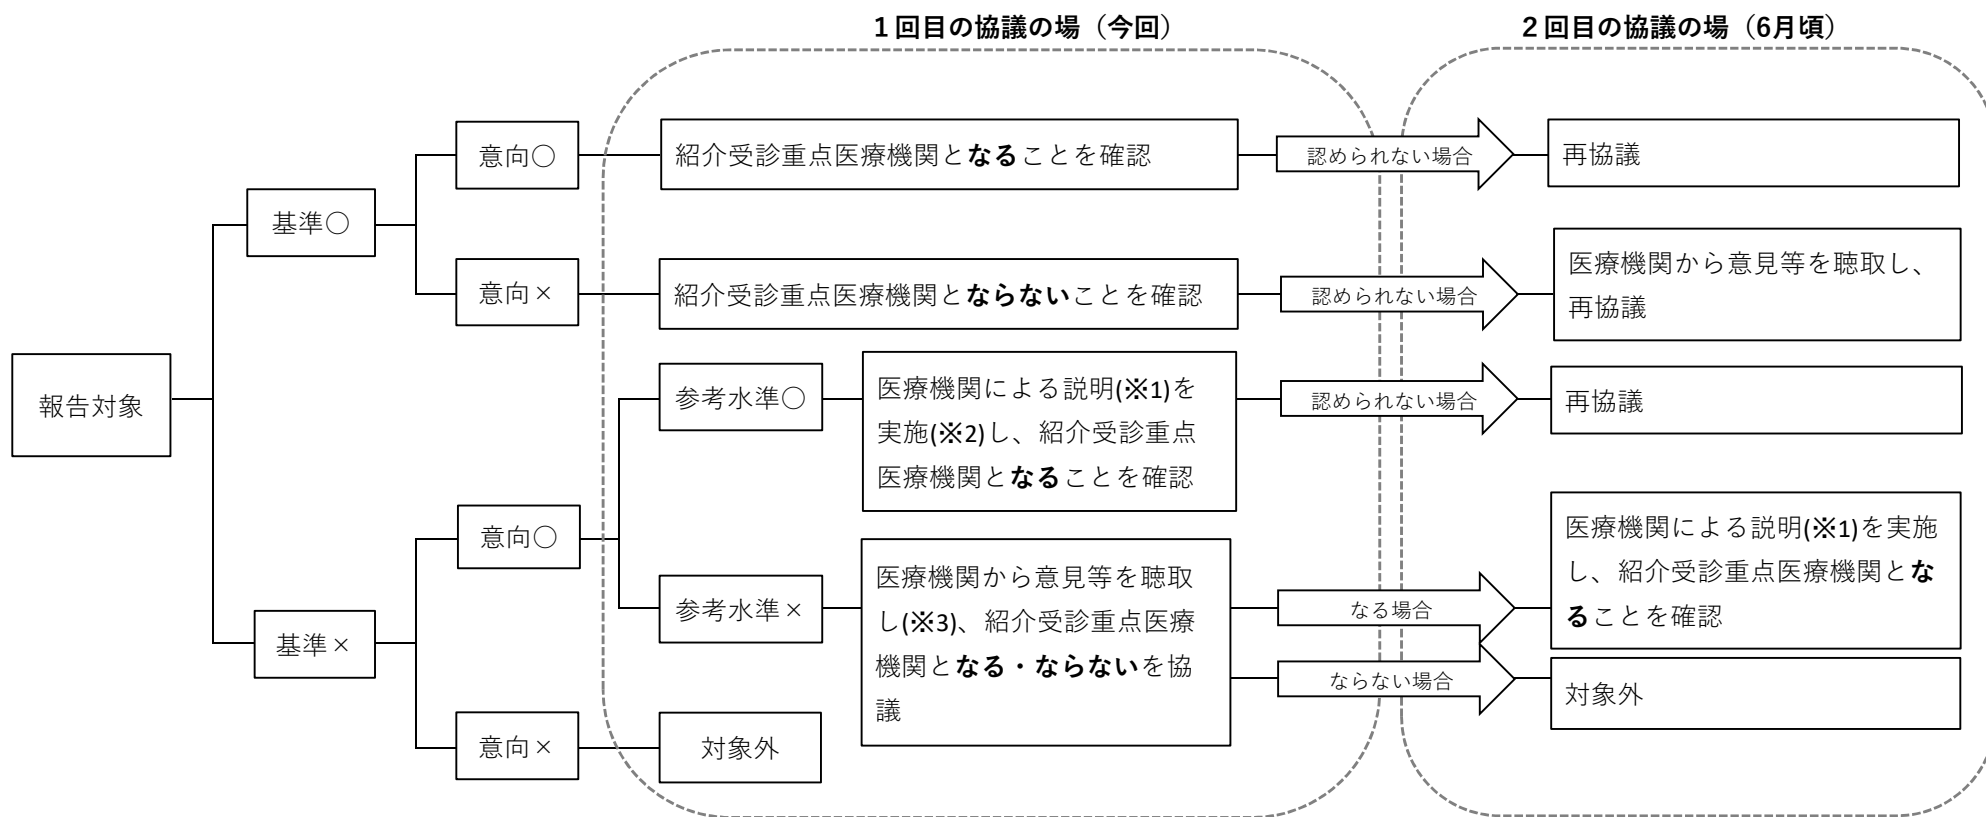 1回目の協議の場（今回）
2回目の協議の場（6月頃）
報告対象
基準〇
意向〇
紹介受診重点医療機関となることを確認
認められない場合
再協議
意向×
紹介受診重点医療機関とならないことを確認
認められない場合
医療機関から意見等を聴取し、
再協議
基準×
意向〇
参考水準〇
医療機関による説明(※1)を
実施(※2)し、紹介受診重点
医療機関となることを確認
認められない場合
再協議
参考水準×
医療機関から意見等を聴取
し(※3)、紹介受診重点医療
機関となる・ならないを協
議
なる場合
医療機関による説明(※1)を実施
し、紹介受診重点医療機関とな
ることを確認
ならない場合
対象外
意向×
対象外